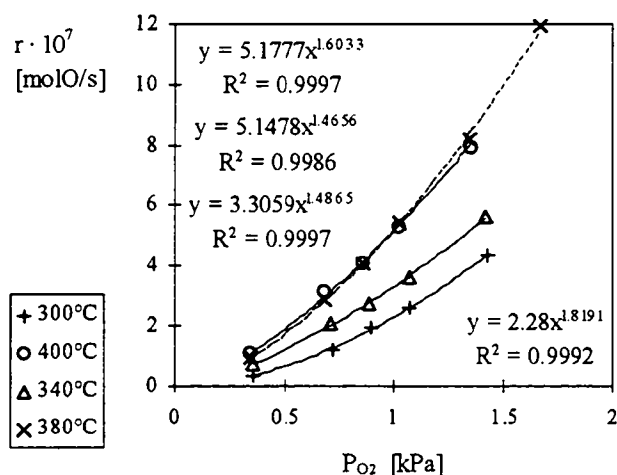 r · 10⁷
[molO/s]
12
10
8
6
4
2
0
y = 5.1777x^1.6033
R² = 0.9997
y = 5.1478x^1.4656
R² = 0.9986
y = 3.3059x^1.4865
R² = 0.9997
y = 2.28x^1.8191
R² = 0.9992
300°C
400°C
340°C
380°C
0 0.5 1 1.5 2
P_O2 [kPa]